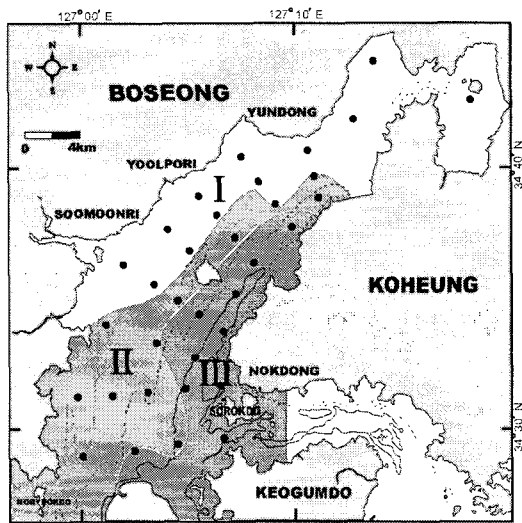 127° 00' E
127° 10' E
N
W
E
S
BOSEONG
YUNDONG
0
4km
YOOLPORI
34° 40' N
I
SOOMOONRI
KOHEUNG
II
III
NOKDONG
SOROKDO
34° 30' N
KEOGUMDO